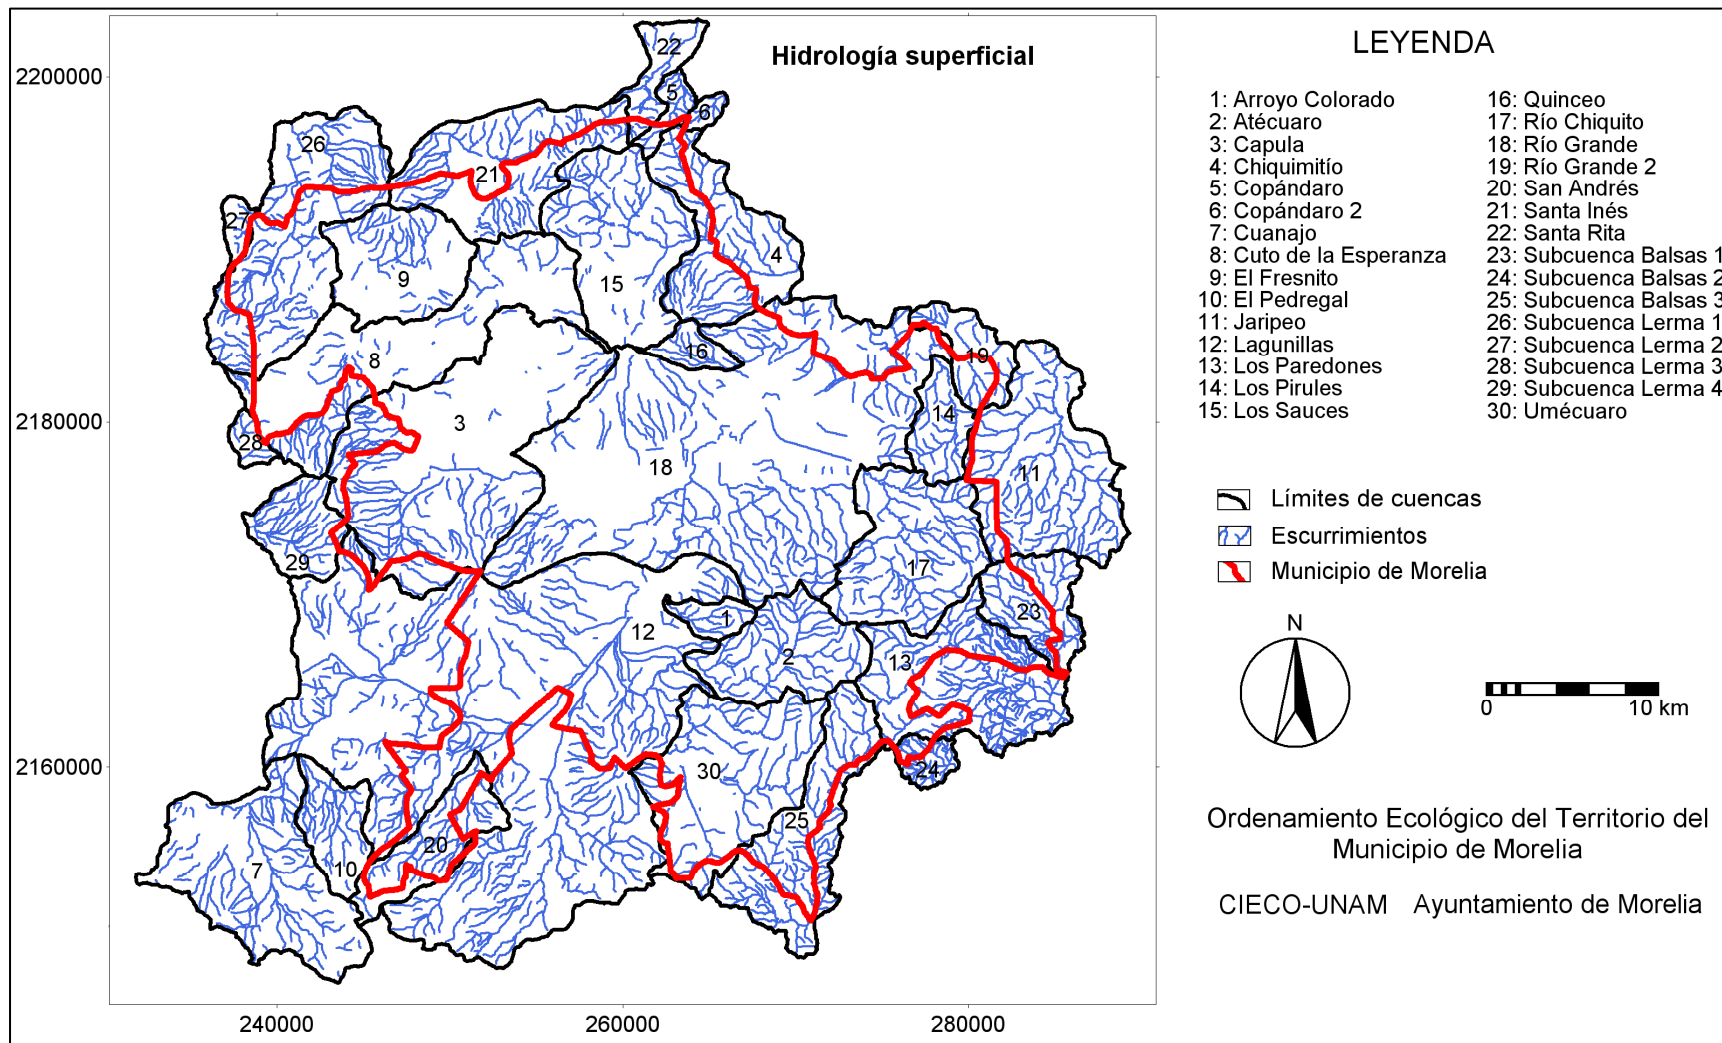 Hidrología superficial
2200000
2180000
2160000
240000
260000
280000
22
5
6
26
21
27
4
9
15
8
16
19
3
14
28
18
11
29
17
23
1
12
2
13
30
24
25
20
10
7
LEYENDA
1: Arroyo Colorado
2: Atécuaro
3: Capula
4: Chiquimitío
5: Copándaro
6: Copándaro 2
7: Cuanajo
8: Cuto de la Esperanza
9: El Fresnito
10: El Pedregal
11: Jaripeo
12: Lagunillas
13: Los Paredones
14: Los Pirules
15: Los Sauces
16: Quinceo
17: Río Chiquito
18: Río Grande
19: Río Grande 2
20: San Andrés
21: Santa Inés
22: Santa Rita
23: Subcuenca Balsas 1
24: Subcuenca Balsas 2
25: Subcuenca Balsas 3
26: Subcuenca Lerma 1
27: Subcuenca Lerma 2
28: Subcuenca Lerma 3
29: Subcuenca Lerma 4
30: Umécuaro
Límites de cuencas
Escurrimientos
Municipio de Morelia
N
0 10 km
Ordenamiento Ecológico del Territorio del
Municipio de Morelia
CIECO-UNAM Ayuntamiento de Morelia